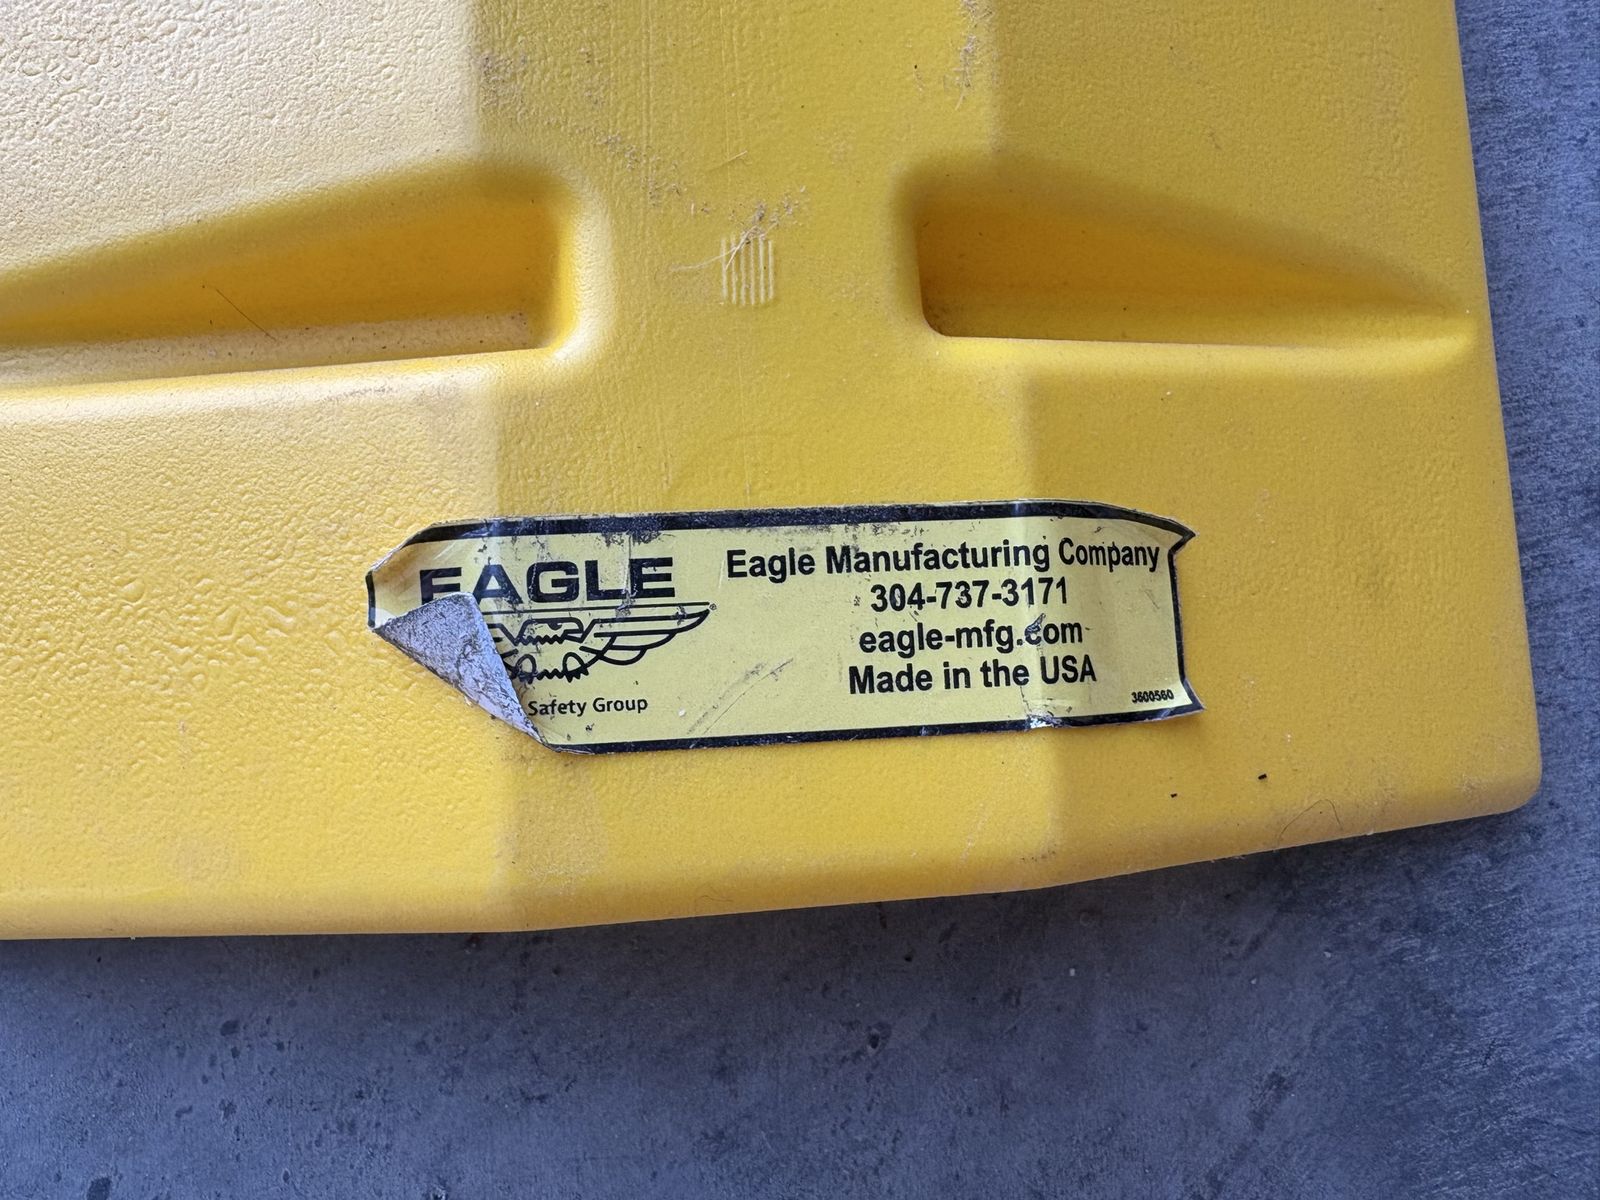 EAGLE
Safety Group
Eagle Manufacturing Company
304-737-3171
eagle-mfg.com
Made in the USA
3600560